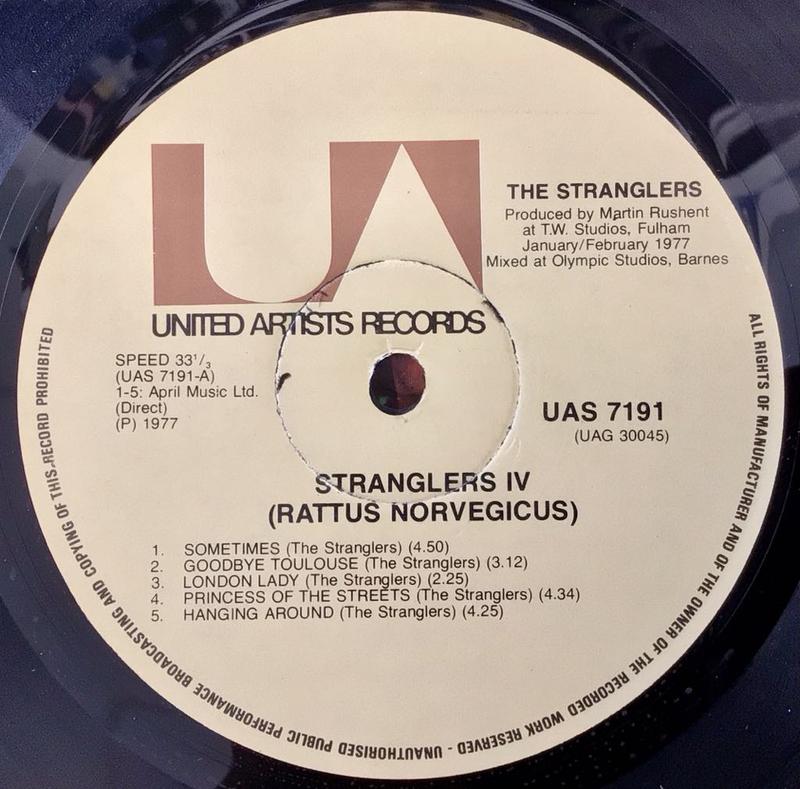 UA
UNITED ARTISTS RECORDS
THE STRANGLERS
Produced by Martin Rushent
at T.W. Studios, Fulham
January/February 1977
Mixed at Olympic Studios, Barnes
SPEED 33 1/3
(UAS 7191-A)
1-5: April Music Ltd.
(Direct)
(P) 1977
UAS 7191
(UAG 30045)
STRANGLERS IV
(RATTUS NORVEGICUS)
1. SOMETIMES (The Stranglers) (4.50)
2. GOODBYE TOULOUSE (The Stranglers) (3.12)
3. LONDON LADY (The Stranglers) (2.25)
4. PRINCESS OF THE STREETS (The Stranglers) (4.34)
5. HANGING AROUND (The Stranglers) (4.25)
ALL RIGHTS OF MANUFACTURER AND OF THE OWNER OF THE RECORDED WORK RESERVED - UNAUTHORISED PUBLIC PERFORMANCE BROADCASTING AND COPYING OF THIS RECORD PROHIBITED